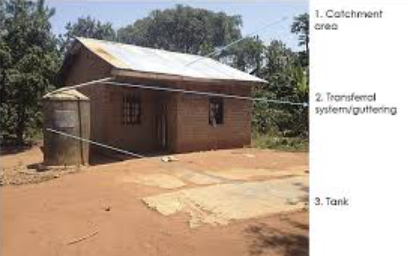 1. Catchment
area
2. Transferral
system/guttering
3. Tank